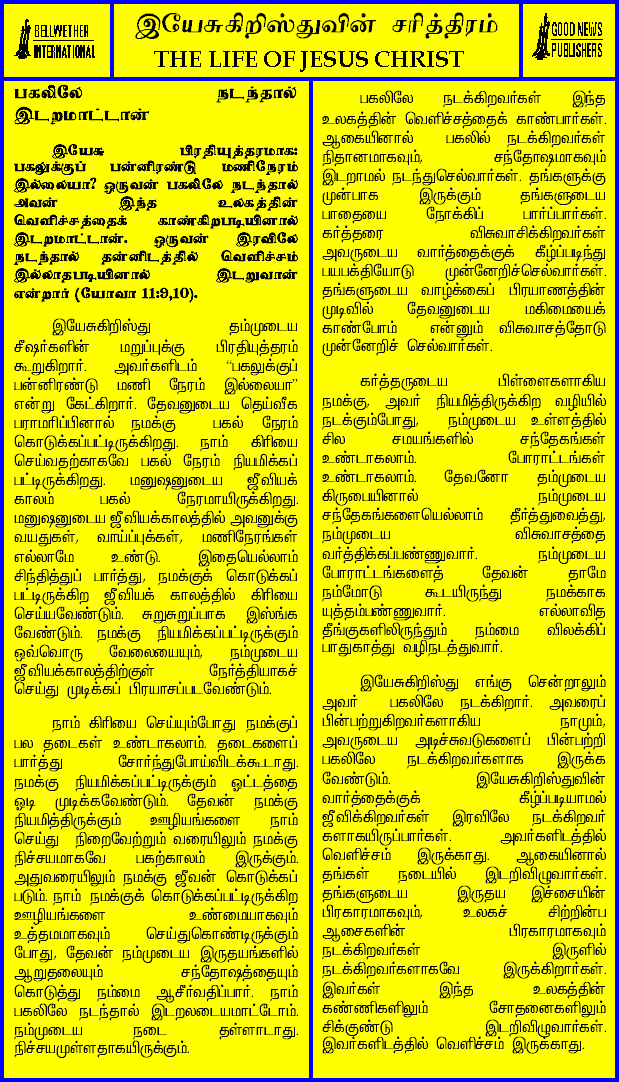 BELLWETHER
INTERNATIONAL
இயேசுகிறிஸ்துவின் சரித்திரம்
THE LIFE OF JESUS CHRIST
GOOD NEWS
PUBLISHERS
பகலிலே நடந்தால்
இடறமாட்டான்
இயேசு பிரதியுத்தரமாக:
பகலுக்குப் பன்னிரண்டு மணிநேரம்
இல்லையா? ஒருவன் பகலிலே நடந்தால்
அவன் இந்த உலகத்தின்
வெளிச்சத்தைக் காண்கிறபடியினால்
இடறமாட்டான். ஒருவன் இரவிலே
நடந்தால் தன்னிடத்தில் வெளிச்சம்
இல்லாதபடியினால் இடறுவான்
என்றார் (யோவா 11:9,10).
இயேசுகிறிஸ்து தம்முடைய
சீஷர்களின் மறுப்புக்கு பிரதியுத்தரம்
கூறுகிறார். அவர்களிடம் “பகலுக்குப்
பன்னிரண்டு மணி நேரம் இல்லையா”
என்று கேட்கிறார். தேவனுடைய தெய்வீக
பராமரிப்பினால் நமக்கு பகல் நேரம்
கொடுக்கப்பட்டிருக்கிறது. நாம் கிரியை
செய்வதற்காகவே பகல் நேரம் நியமிக்கப்
பட்டிருக்கிறது. மனுஷனுடைய ஜீவியக்
காலம் பகல் நேரமாயிருக்கிறது.
மனுஷனுடைய ஜீவியக்காலத்தில் அவனுக்கு
வயதுகள், வாய்ப்புக்கள், மணிநேரங்கள்
எல்லாமே உண்டு. இதையெல்லாம்
சிந்தித்துப் பார்த்து, நமக்குக் கொடுக்கப்
பட்டிருக்கிற ஜீவியக் காலத்தில் கிரியை
செய்யவேண்டும். சுறுசுறுப்பாக இஸ்ங்க
வேண்டும். நமக்கு நியமிக்கப்பட்டிருக்கும்
ஒவ்வொரு வேலையையும், நம்முடைய
ஜீவியக்காலத்திற்குள் நேர்த்தியாகச்
செய்து முடிக்கப் பிரயாசப்படவேண்டும்.
நாம் கிரியை செய்யும்போது நமக்குப்
பல தடைகள் உண்டாகலாம். தடைகளைப்
பார்த்து சோர்ந்துபோய்விடக்கூடாது.
நமக்கு நியமிக்கப்பட்டிருக்கும் ஓட்டத்தை
ஓடி முடிக்கவேண்டும். தேவன் நமக்கு
நியமித்திருக்கும் ஊழியங்களை நாம்
செய்து நிறைவேற்றும் வரையிலும் நமக்கு
நிச்சயமாகவே பகற்காலம் இருக்கும்.
அதுவரையிலும் நமக்கு ஜீவன் கொடுக்கப்
படும். நாம் நமக்குக் கொடுக்கப்பட்டிருக்கிற
ஊழியங்களை உண்மையாகவும்
உத்தமமாகவும் செய்துகொண்டிருக்கும்
போது, தேவன் நம்முடைய இருதயங்களில்
ஆறுதலையும் சந்தோஷத்தையும்
கொடுத்து நம்மை ஆசீர்வதிப்பார். நாம்
பகலிலே நடந்தால் இடறலடையமாட்டோம்.
நம்முடைய நடை தள்ளாடாது.
நிச்சயமுள்ளதாகயிருக்கும்.
பகலிலே நடக்கிறவர்கள் இந்த
உலகத்தின் வெளிச்சத்தைக் காண்பார்கள்.
ஆகையினால் பகலில் நடக்கிறவர்கள்
நிதானமாகவும், சந்தோஷமாகவும்
இடறாமல் நடந்துசெல்வார்கள். தங்களுக்கு
முன்பாக இருக்கும் தங்களுடைய
பாதையை நோக்கிப் பார்ப்பார்கள்.
கர்த்தரை விசுவாசிக்கிறவர்கள்
அவருடைய வார்த்தைக்குக் கீழ்ப்படிந்து
பயபக்தியோடு முன்னேறிச்செல்வார்கள்.
தங்களுடைய வாழ்க்கைப் பிரயாணத்தின்
முடிவில் தேவனுடைய மகிமையைக்
காண்போம் என்னும் விசுவாசத்தோடு
முன்னேறிச் செல்வார்கள்.
கர்த்தருடைய பிள்ளைகளாகிய
நமக்கு, அவர் நியமித்திருக்கிற வழியில்
நடக்கும்போது, நம்முடைய உள்ளத்தில்
சில சமயங்களில் சந்தேகங்கள்
உண்டாகலாம். போராட்டங்கள்
உண்டாகலாம். தேவனோ தம்முடைய
கிருபையினால் நம்முடைய
சந்தேகங்களையெல்லாம் தீர்த்துவைத்து,
நம்முடைய விசுவாசத்தை
வர்த்திக்கப்பண்ணுவார். நம்முடைய
போராட்டங்களைத் தேவன் தாமே
நம்மோடு கூடயிருந்து நமக்காக
யுத்தம்பண்ணுவார். எல்லாவித
தீங்குகளிலிருந்தும் நம்மை விலக்கிப்
பாதுகாத்து வழிநடத்துவார்.
இயேசுகிறிஸ்து எங்கு சென்றாலும்
அவர் பகலிலே நடக்கிறார். அவரைப்
பின்பற்றுகிறவர்களாகிய நாமும்,
அவருடைய அடிச்சுவடுகளைப் பின்பற்றி
பகலிலே நடக்கிறவர்களாக இருக்க
வேண்டும். இயேசுகிறிஸ்துவின்
வார்த்தைக்குக் கீழ்ப்படியாமல்
ஜீவிக்கிறவர்கள் இரவிலே நடக்கிறவர்
களாகயிருப்பார்கள். அவர்களிடத்தில்
வெளிச்சம் இருக்காது. ஆகையினால்
தங்கள் நடையில் இடறிவிழுவார்கள்.
தங்களுடைய இருதய இச்சையின்
பிரகாரமாகவும், உலகச் சிற்றின்ப
ஆசைகளின் பிரகாரமாகவும்
நடக்கிறவர்கள் இருளில்
நடக்கிறவர்களாகவே இருக்கிறார்கள்.
இவர்கள் இந்த உலகத்தின்
கண்ணிகளிலும் சோதனைகளிலும்
சிக்குண்டு இடறிவிழுவார்கள்.
இவர்களிடத்தில் வெளிச்சம் இருக்காது.